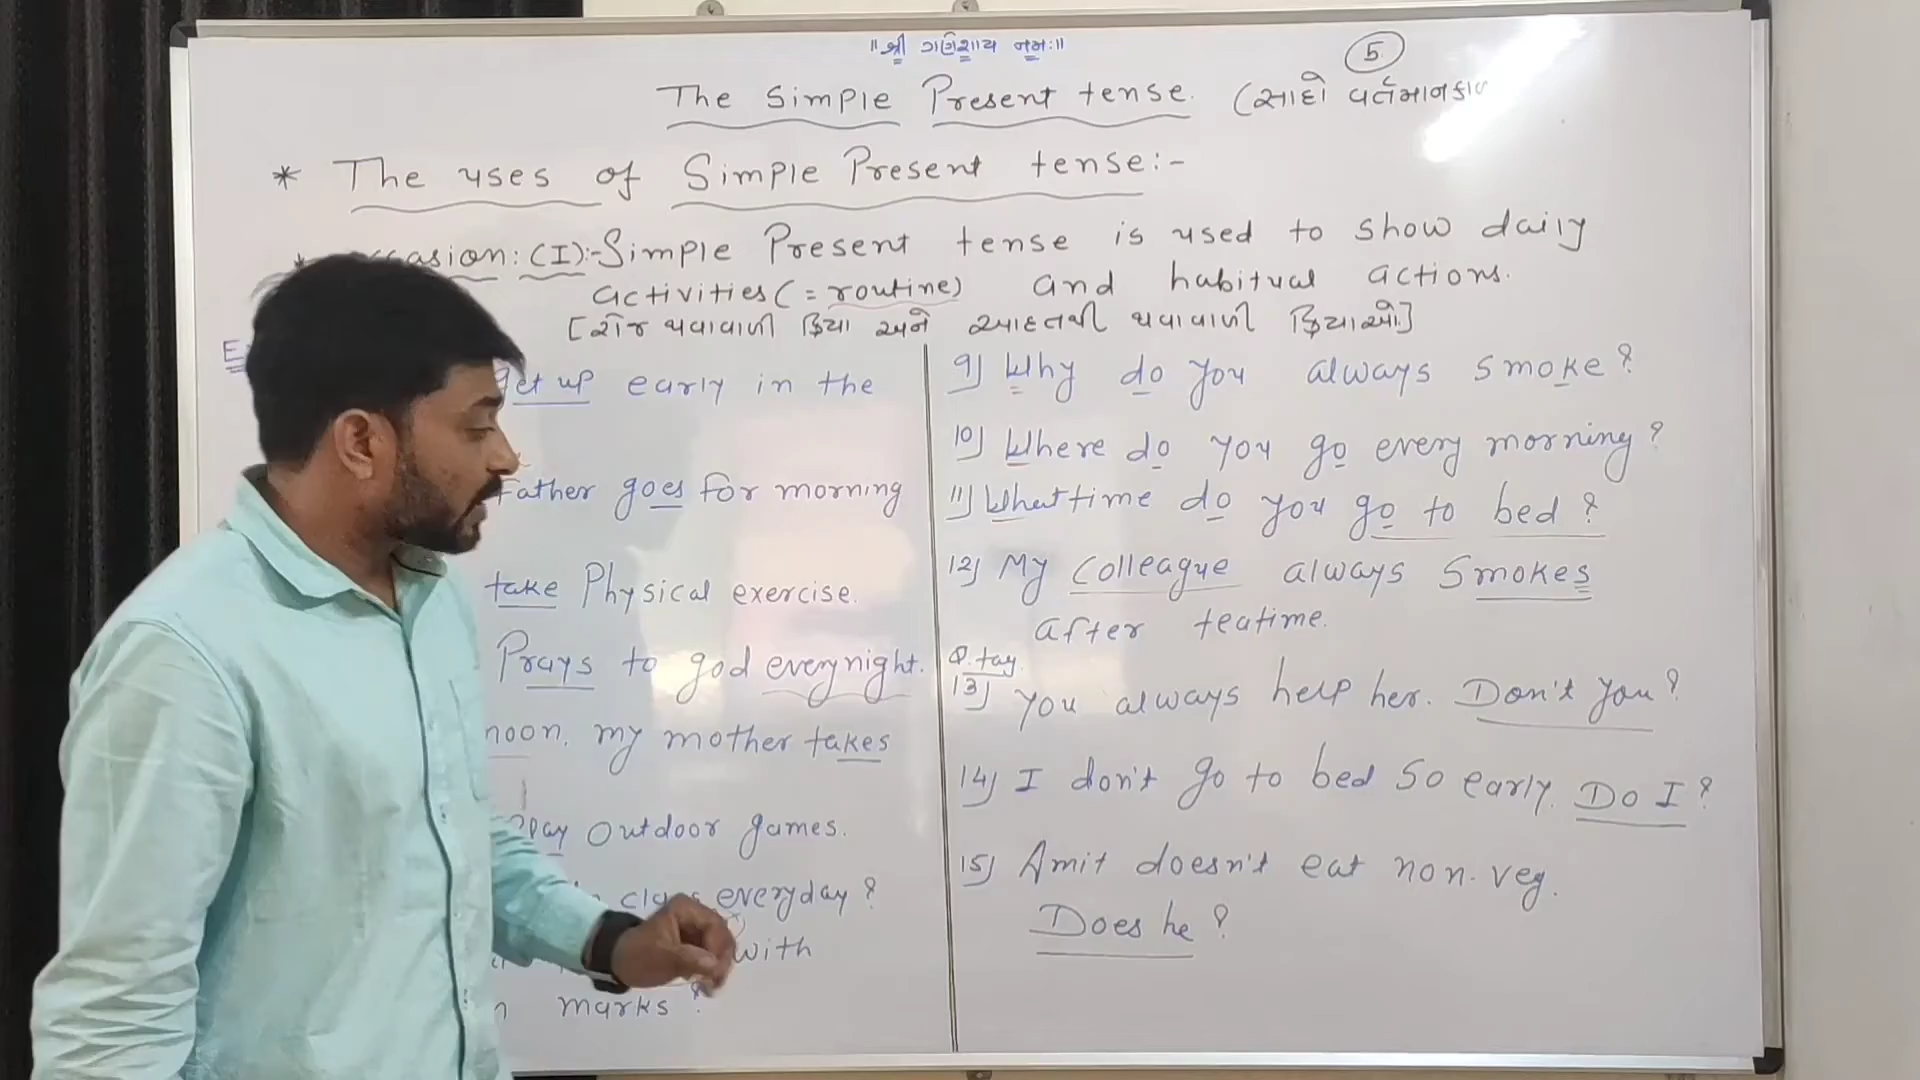 ॥ श्री ગણેશાય નમઃ॥
5.
The Simple Present tense. (સાદો વર્તમાનકાળ
* The uses of Simple Present tense:-
* occasion: (I):- Simple Present tense is used to show daily
activities (= routine) and habitual actions.
[રોજ થવાવાળી ક્રિયા અને આદતથી થવાવાળી ક્રિયાઓ]
get up early in the
Father goes for morning
take Physical exercise.
Prays to god everynight.
noon, my mother takes
play outdoor games.
class everyday?
with
marks?
9) Why do you always smoke?
10) Where do you go every morning?
11) What time do you go to bed?
12) My colleague always smokes
after teatime.
Q. tag.
13) You always help her. Don't you?
14) I don't go to bed so early. Do I?
15) Amit doesn't eat non-veg.
Does he?